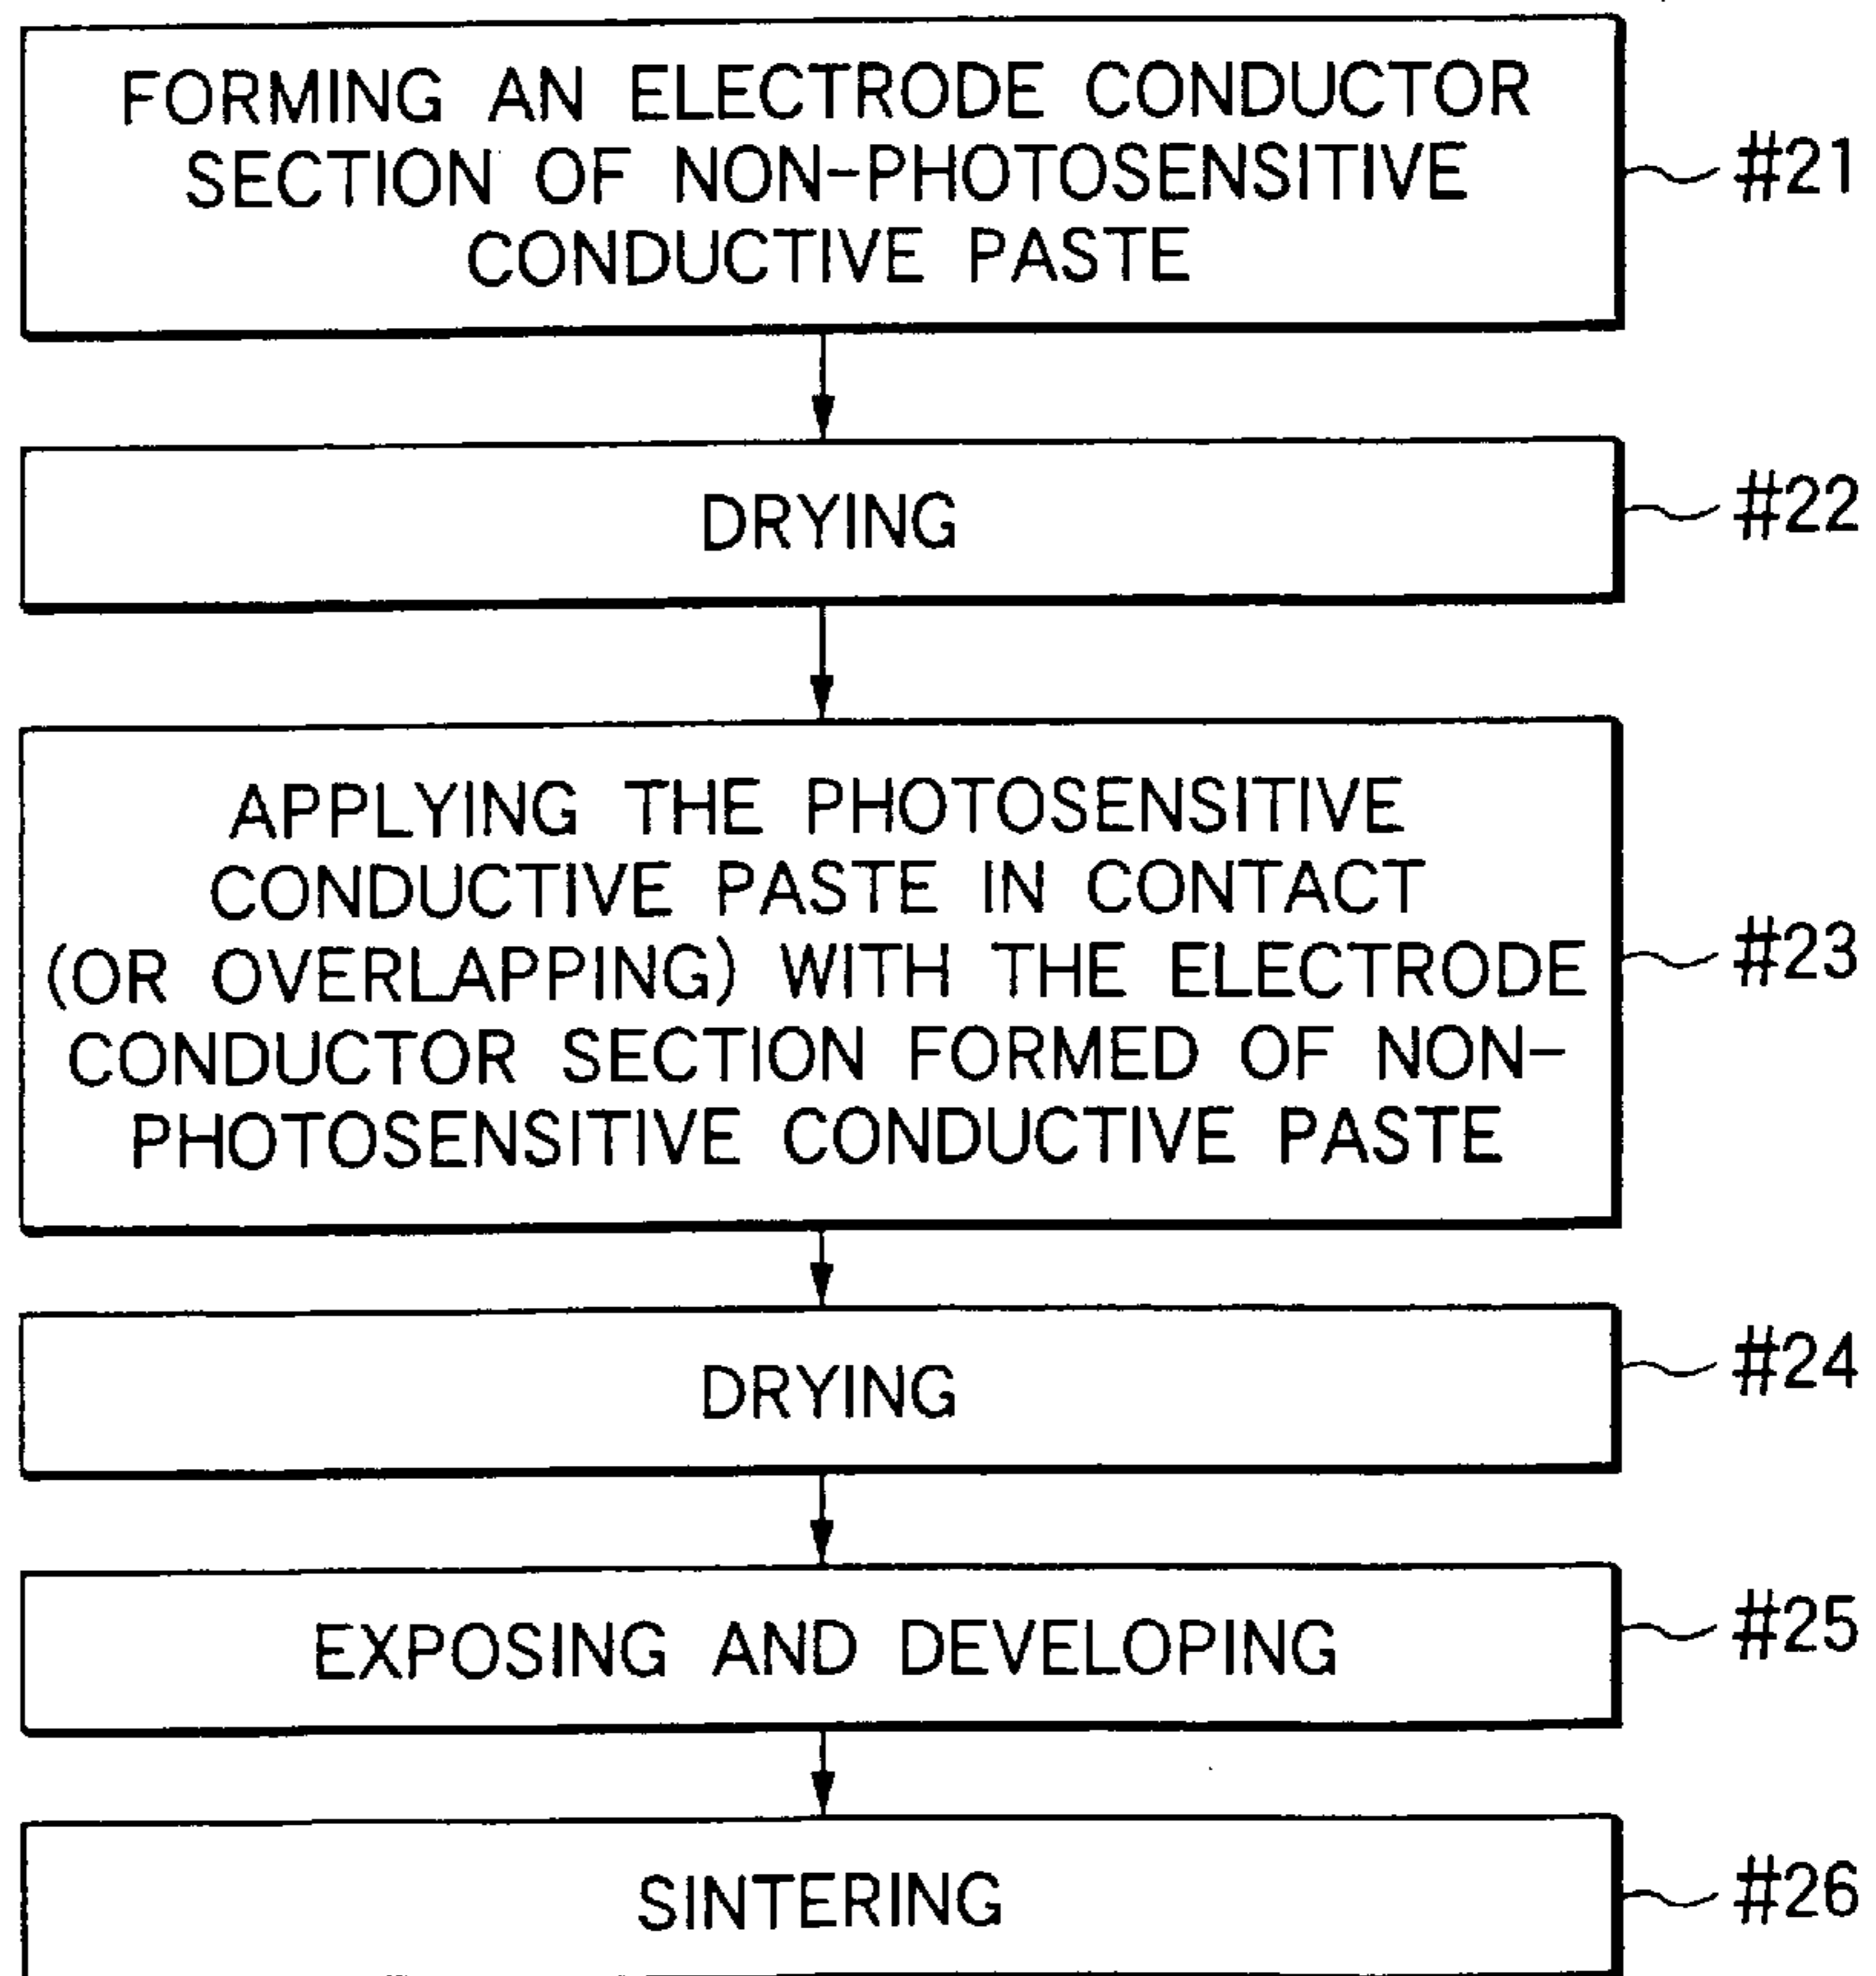 FORMING AN ELECTRODE CONDUCTOR
SECTION OF NON-PHOTOSENSITIVE
CONDUCTIVE PASTE
#21
DRYING
#22
APPLYING THE PHOTOSENSITIVE
CONDUCTIVE PASTE IN CONTACT
(OR OVERLAPPING) WITH THE ELECTRODE
CONDUCTOR SECTION FORMED OF NON-
PHOTOSENSITIVE CONDUCTIVE PASTE
#23
DRYING
#24
EXPOSING AND DEVELOPING
#25
SINTERING
#26